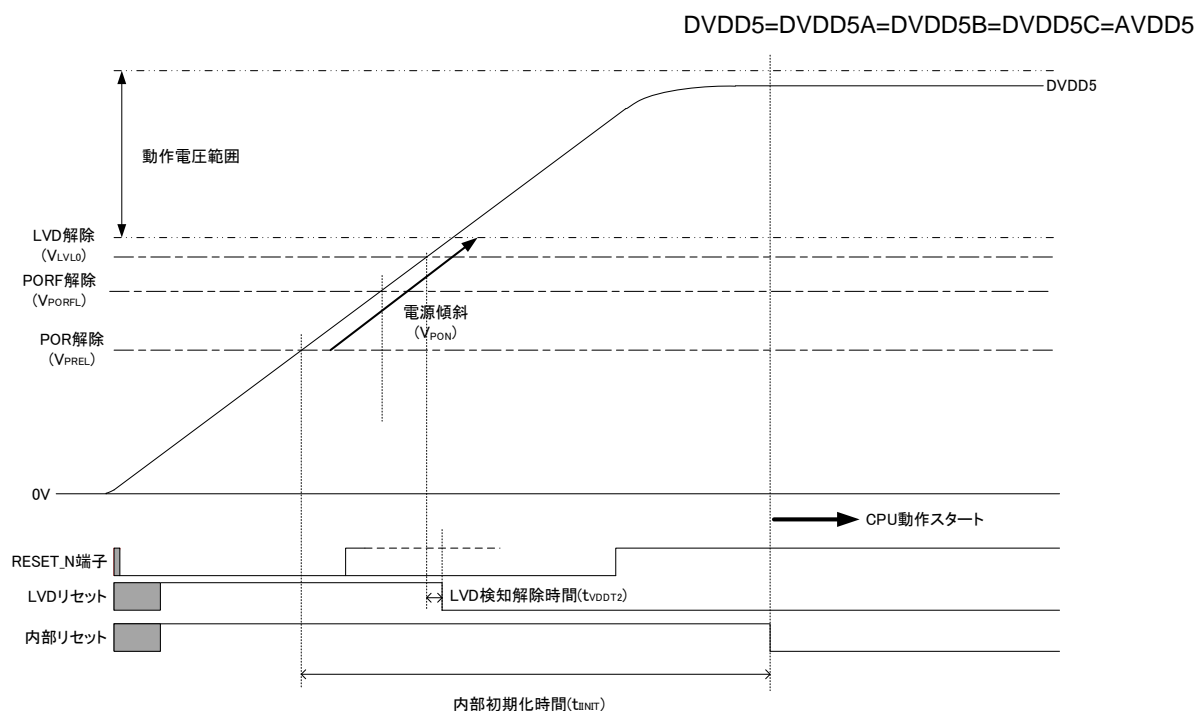 DVDD5=DVDD5A=DVDD5B=DVDD5C=AVDD5
DVDD5
動作電圧範囲
LVD解除
(VLVL0)
PORF解除
(VPORFL)
電源傾斜
(VPON)
POR解除
(VPREL)
0V
CPU動作スタート
RESET_N端子
LVDリセット
LVD検知解除時間(tVDDT2)
内部リセット
内部初期化時間(tIINIT)